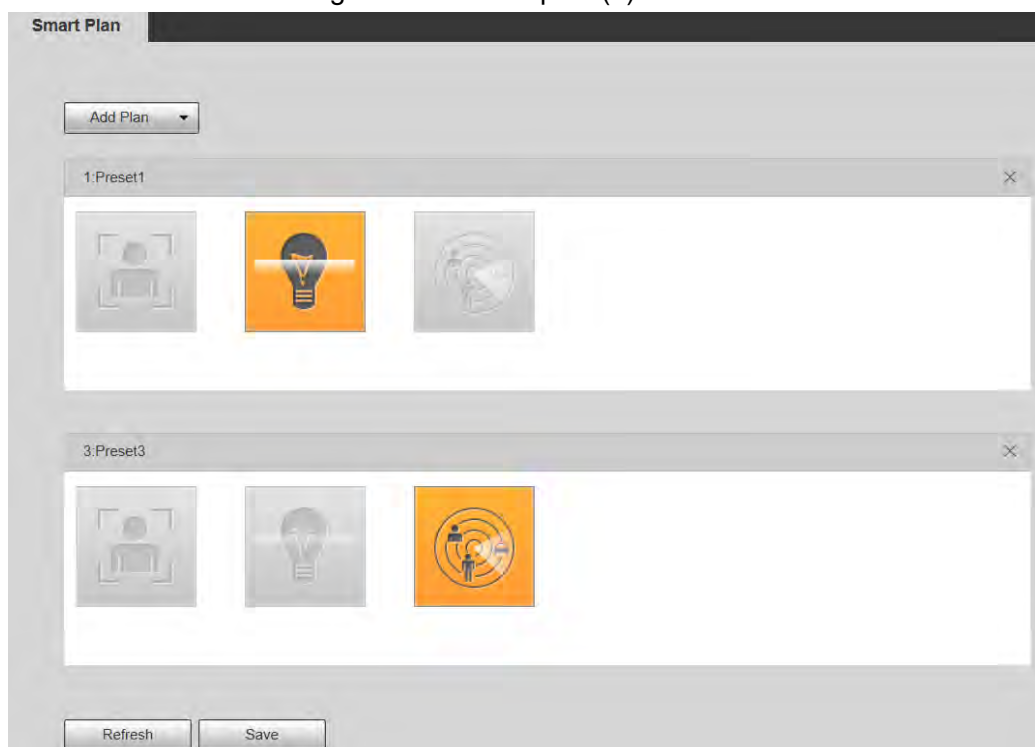 Smart Plan
Add Plan
1:Preset1
3:Preset3
Refresh
Save